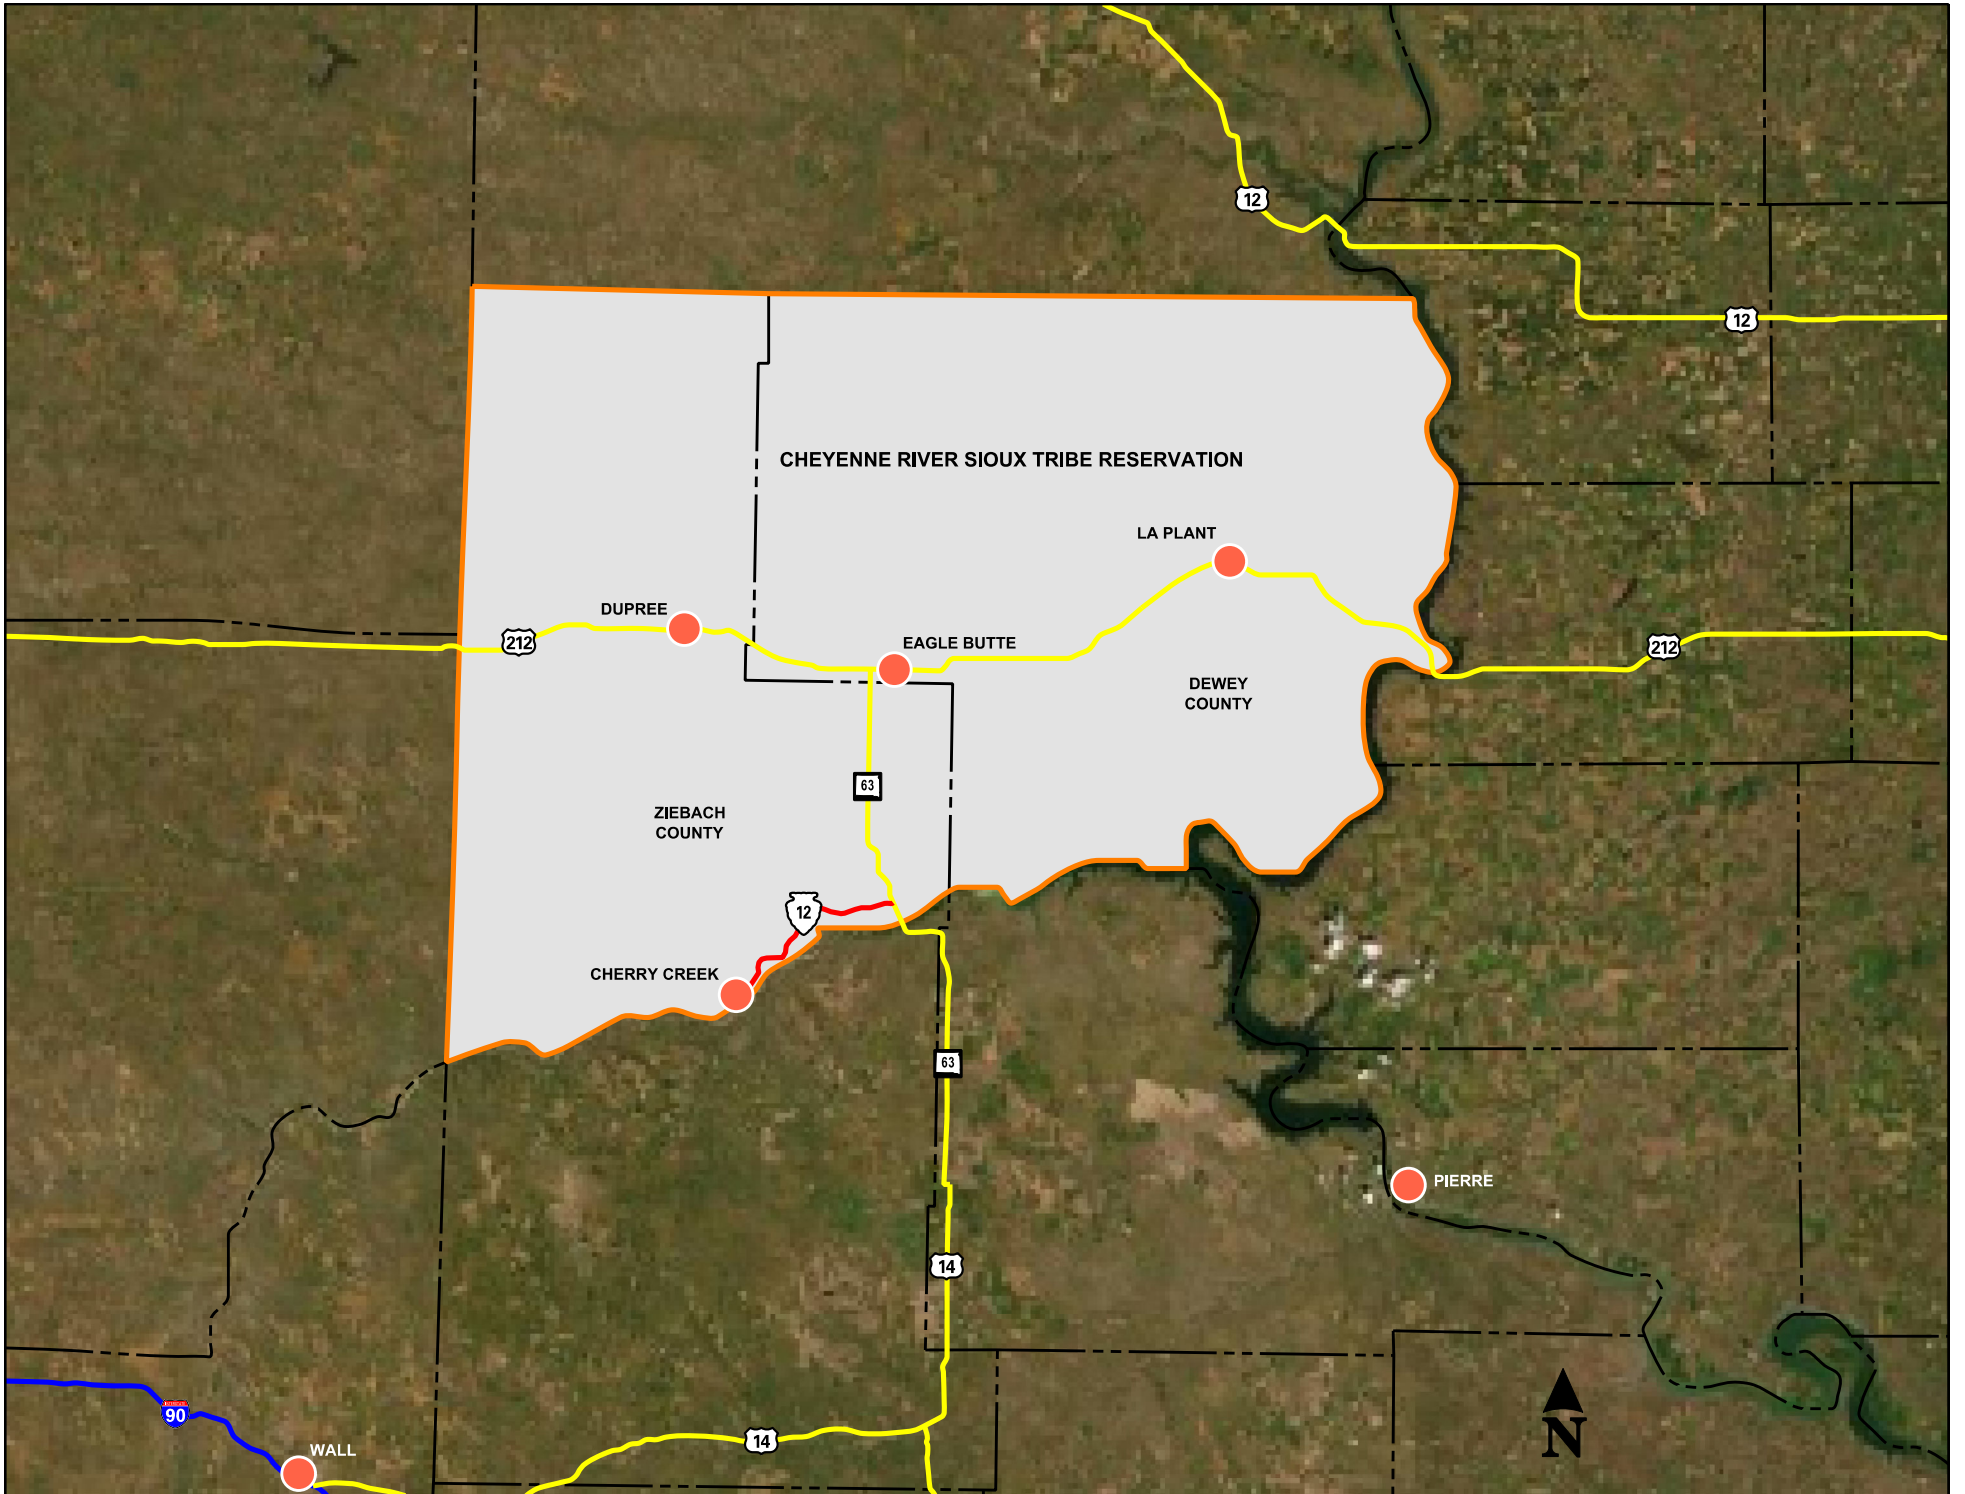 12
12
CHEYENNE RIVER SIOUX TRIBE RESERVATION
LA PLANT
DUPREE
212
EAGLE BUTTE
212
DEWEY
COUNTY
63
ZIEBACH
COUNTY
12
CHERRY CREEK
63
PIERRE
14
90
14
WALL
N